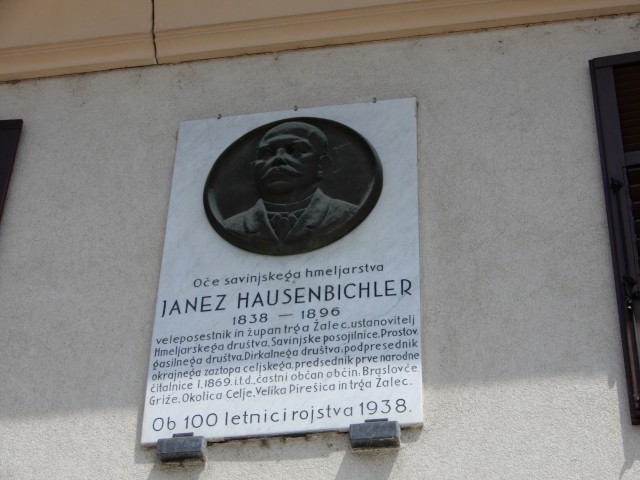 Oče savinjskega hmeljarstva
JANEZ HAUSENBICHLER
1838 — 1896
veleposestnik in župan trga Žalec, ustanovitelj
Hmeljarskega društva, Savinjske posojilnice, Prostov.
gasilnega društva, Dirkalnega društva, podpresednik
okrajnega zaztopa celjskega, predsednik prve narodne
čitalnice l. 1869. i.t.d., častni občan občin: Braslovče
Griže, Okolica Celje, Velika Pirešica in trga Žalec.
Ob 100 letnici rojstva 1938.